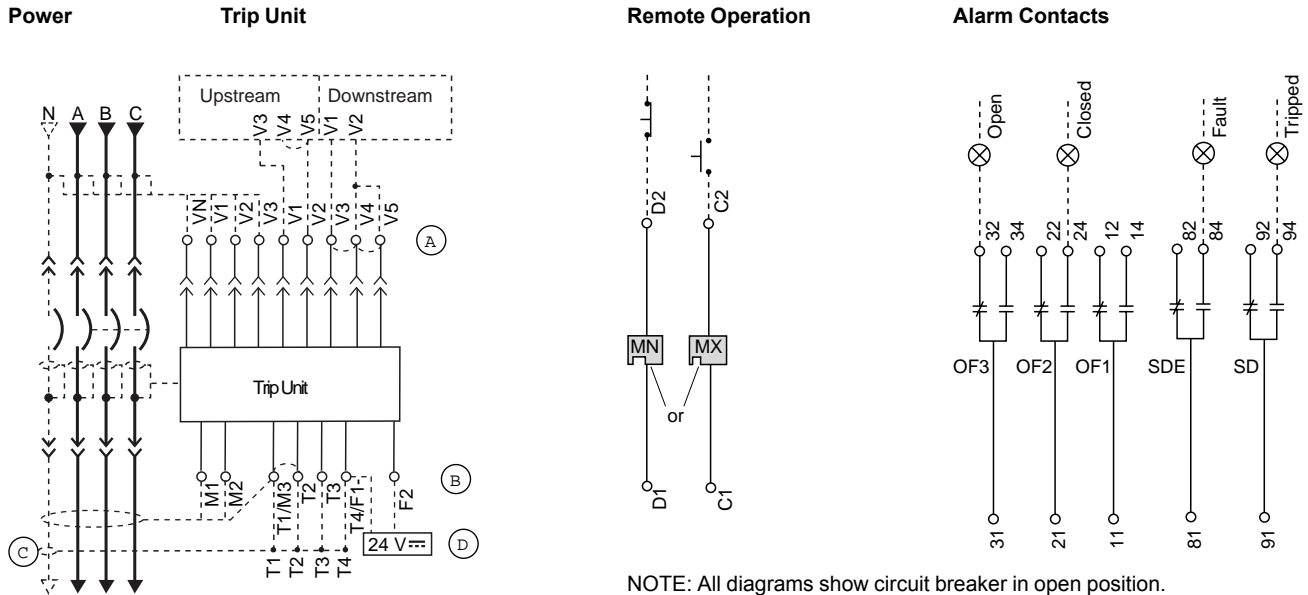 Power
Trip Unit
Remote Operation
Alarm Contacts
Upstream
Downstream
V3
V4
V5
V1
V2
N
A
B
C
VN
V1
V2
V3
V1
V2
V3
V4
V5
A
Trip Unit
M1
M2
T1/M3
T2
T3
T4/F1-
F2
B
24 V
D
C
T1
T2
T3
T4
D2
C2
MN
MX
or
D1
C1
Open
Closed
Fault
Tripped
32
34
22
24
12
14
82
84
92
94
OF3
OF2
OF1
SDE
SD
31
21
11
81
91
NOTE: All diagrams show circuit breaker in open position.